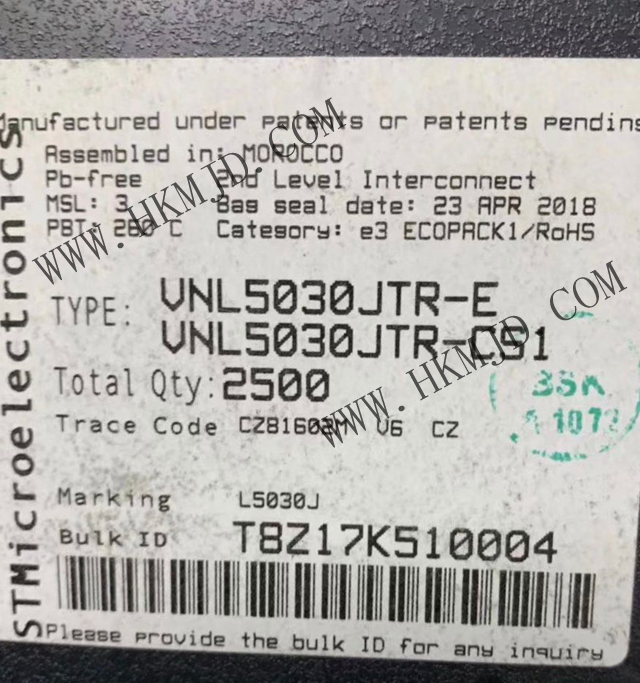 Manufactured under patents or patents pending
Assembled in: MOROCCO
Pb-free 2nd Level Interconnect
MSL: 3 Bag seal date: 23 APR 2018
PBT: 260 C Category: e3 ECOPACK1/RoHS
TYPE: VNL5030JTR-E
VNL5030JTR-CS1
Total Qty: 2500
Trace Code CZ81602M V6 CZ
Marking L5030J
Bulk ID T8Z17K510004
Please provide the bulk ID for any inquiry
STMicroelectronics
WWW.HKMJD.COM
WWW.HKMJD.COM